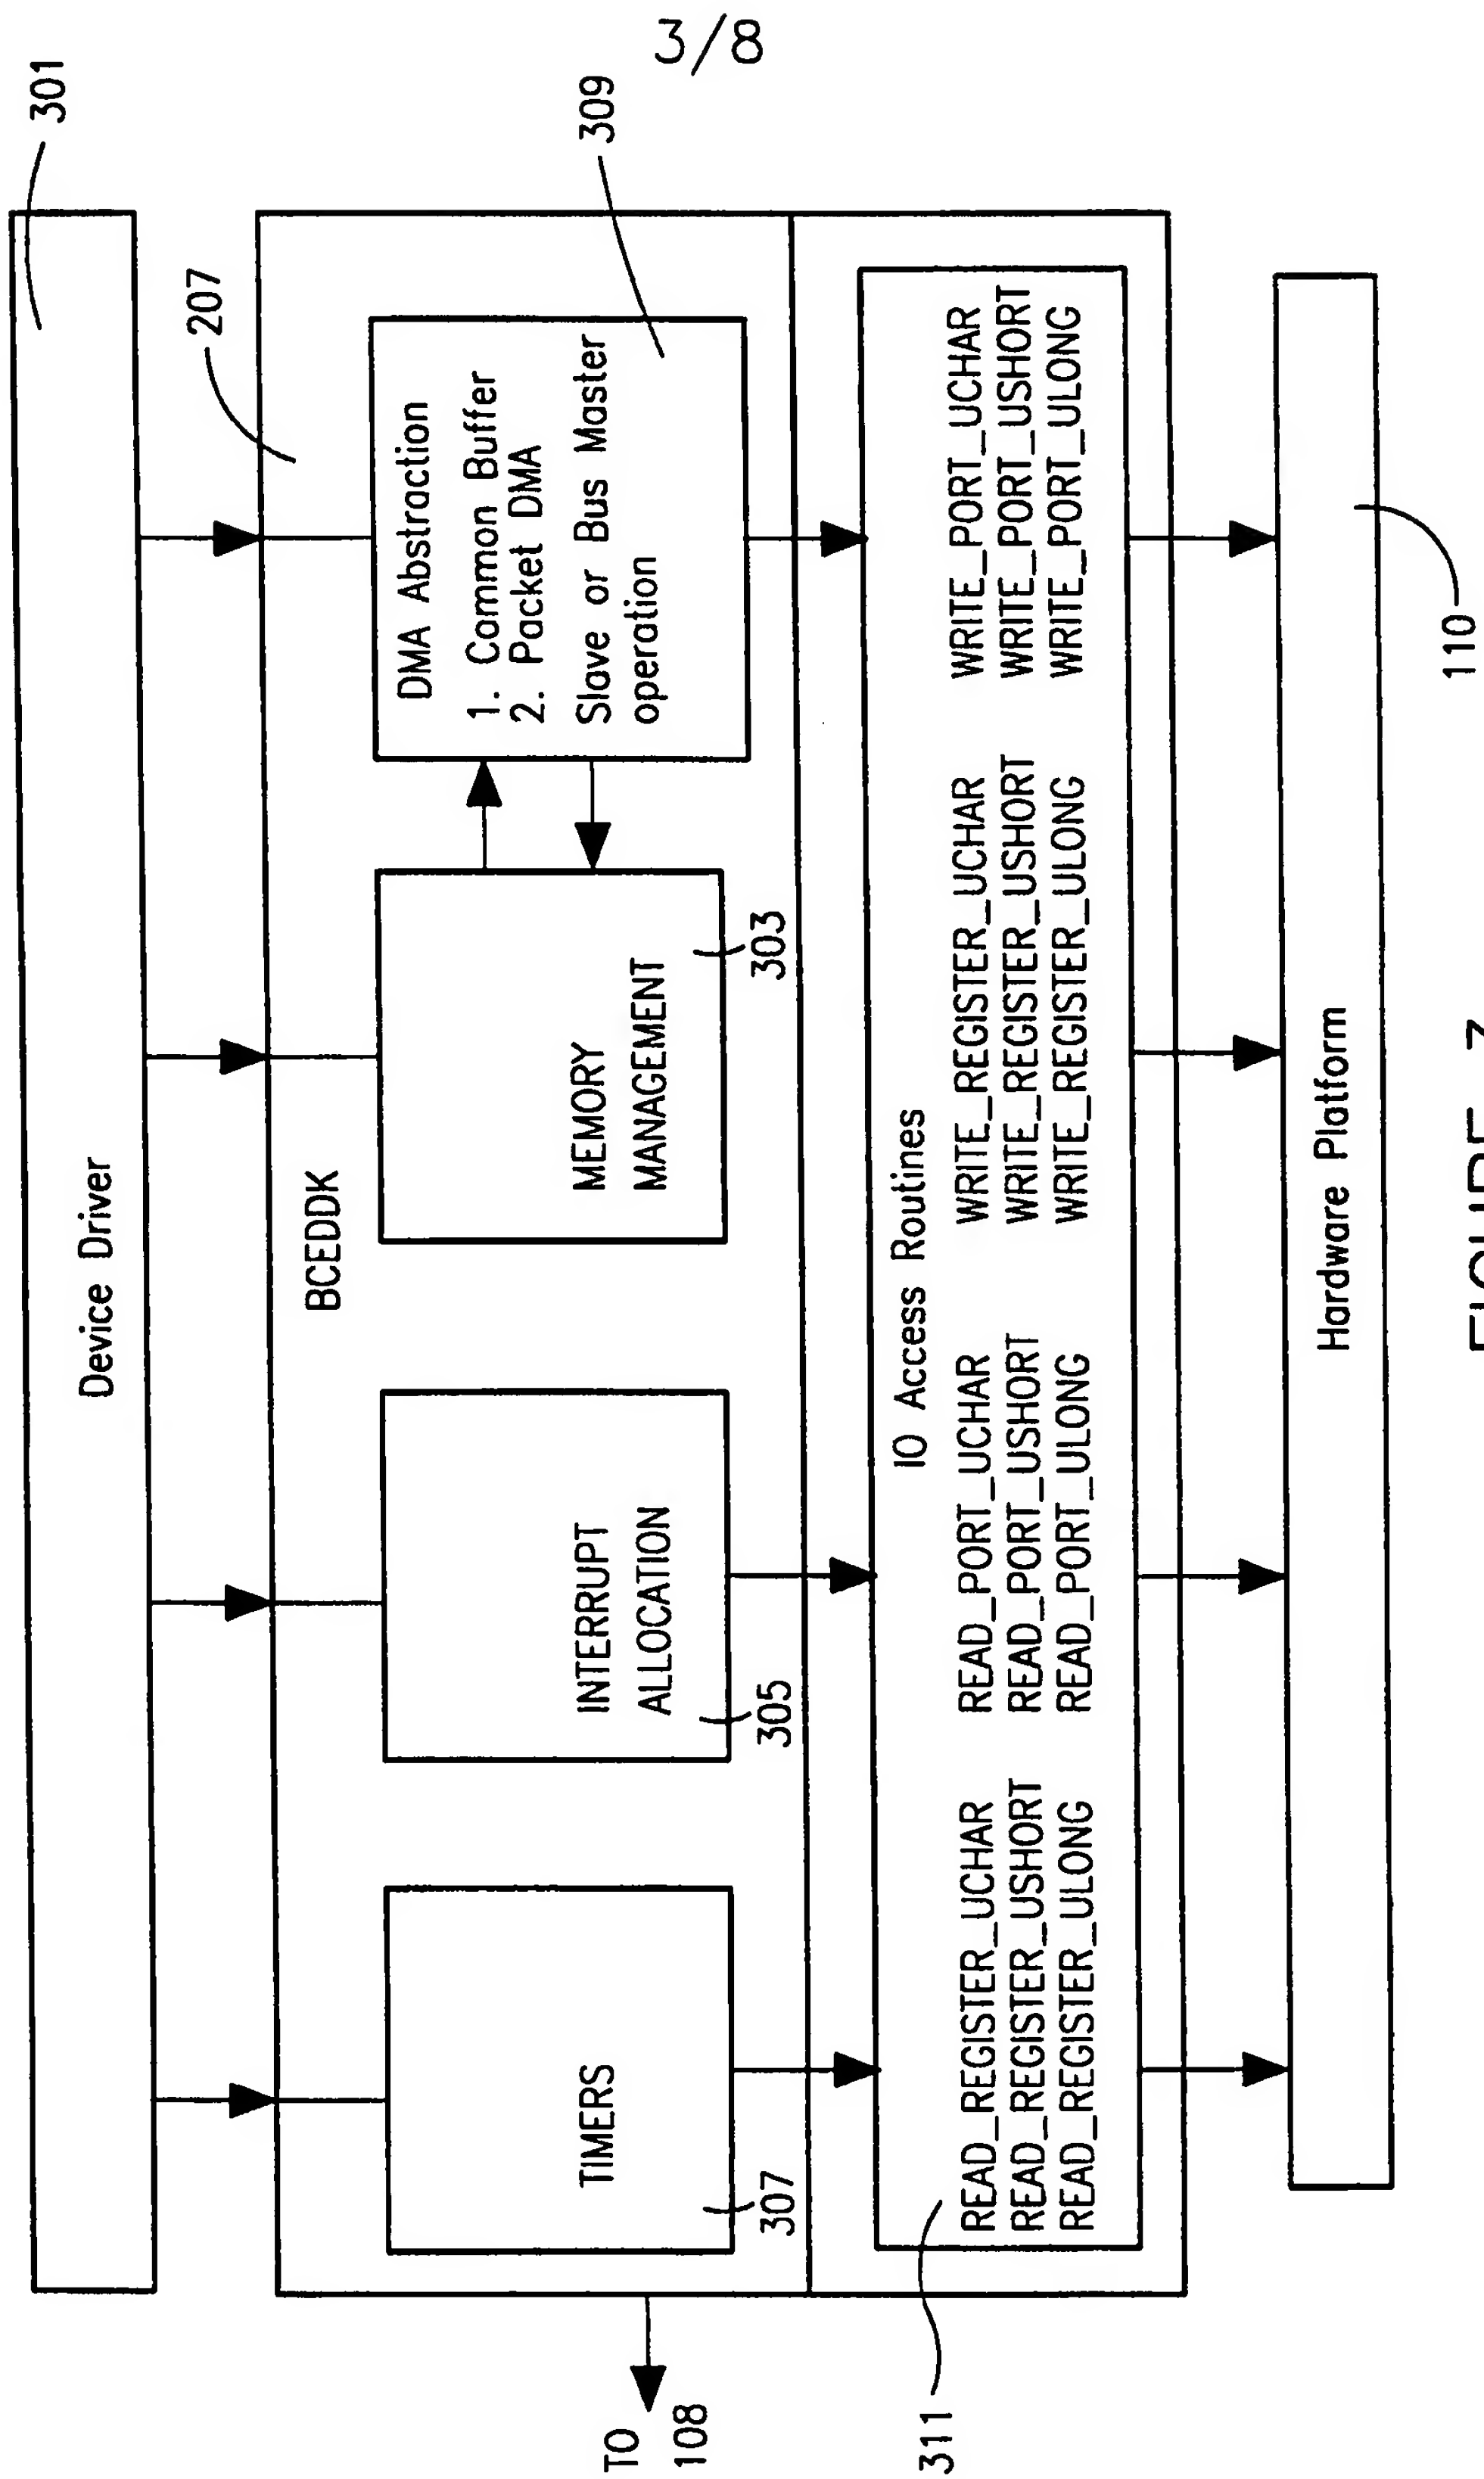 3/8
301
Device Driver
207
BCEDDK
TIMERS
307
INTERRUPT
ALLOCATION
305
MEMORY
MANAGEMENT
303
DMA Abstraction
1. Common Buffer
2. Packet DMA
Slave or Bus Master
operation
309
TO
108
IO Access Routines
READ_REGISTER_UCHAR
READ_REGISTER_USHORT
READ_REGISTER_ULONG
READ_PORT_UCHAR
READ_PORT_USHORT
READ_PORT_ULONG
WRITE_REGISTER_UCHAR
WRITE_REGISTER_USHORT
WRITE_REGISTER_ULONG
WRITE_PORT_UCHAR
WRITE_PORT_USHORT
WRITE_PORT_ULONG
311
Hardware Platform
110
FIGURE 3